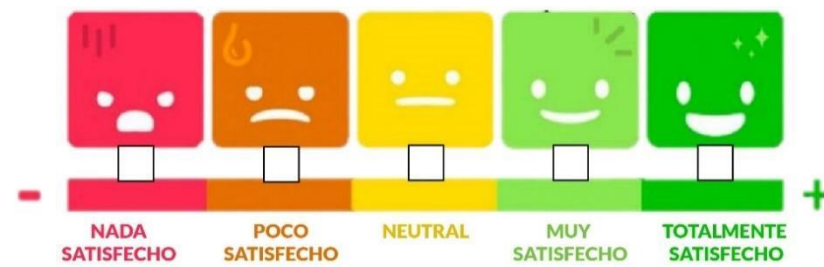 - +
NADA
SATISFECHO
POCO
SATISFECHO
NEUTRAL
MUY
SATISFECHO
TOTALMENTE
SATISFECHO